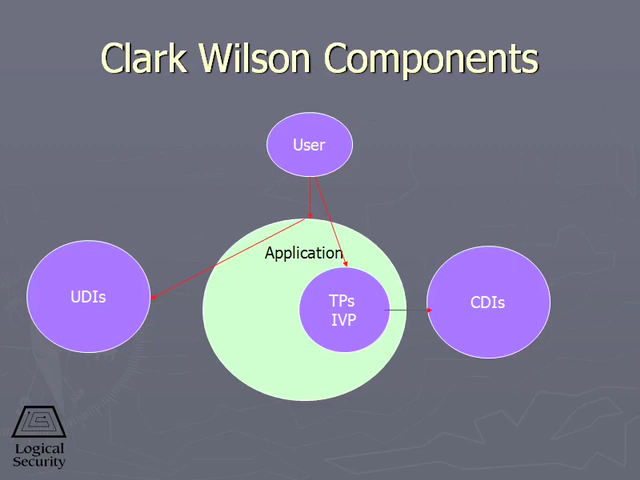 Clark Wilson Components
User
Application
UDIs
TPs
IVP
CDIs
Logical
Security